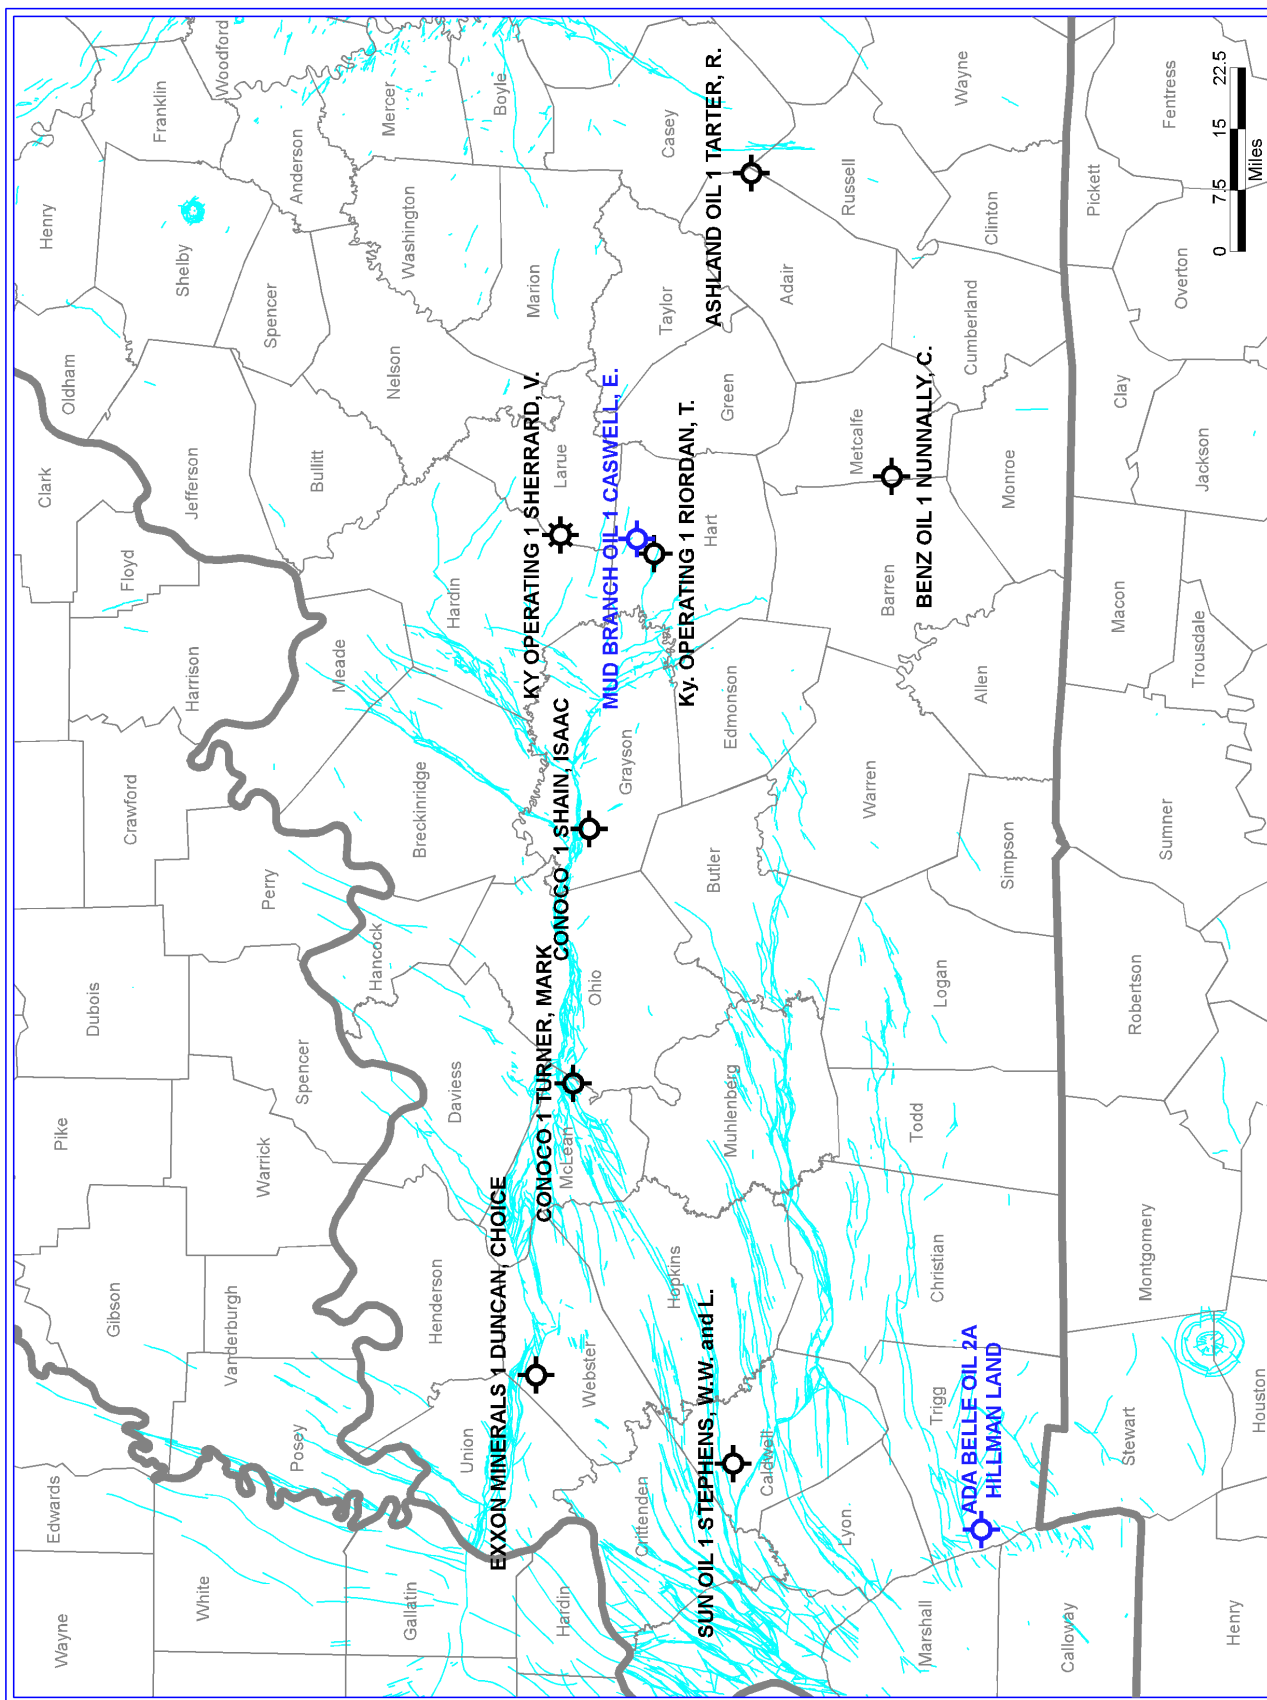 Wayne
Edwards
Pike
Dubois
Crawford
Clark
Henry
Gibson
Floyd
Oldham
Franklin
White
Vanderburgh
Warrick
Perry
Harrison
Jefferson
Shelby
Woodford
Posey
Spencer
Meade
Bullitt
Spencer
Anderson
Gallatin
Henderson
Hancock
Nelson
Mercer
Union
Daviess
Breckinridge
Hardin
Washington
EXXON MINERALS 1 DUNCAN, CHOICE
Boyle
CONOCO 1 TURNER, MARK
KY OPERATING 1 SHERRARD, V.
Marion
Hardin
McLean
CONOCO 1 SHAIN, ISAAC
Larue
Webster
Ohio
MUD BRANCH OIL 1 CASWELL, E.
Crittenden
Grayson
Hopkins
Taylor
Casey
SUN OIL 1 STEPHENS, W.W. and L.
Ky. OPERATING 1 RIORDAN, T.
ASHLAND OIL 1 TARTER, R.
Butler
Hart
Muhlenberg
Edmonson
Green
Caldwell
Adair
Lyon
Warren
Metcalfe
Russell
Barren
Marshall
Trigg
Christian
Todd
Logan
BENZ OIL 1 NUNNALLY, C.
ADA BELLE OIL 2A
HILLMAN LAND
Simpson
Allen
Cumberland
Wayne
Monroe
Clinton
Calloway
Stewart
Montgomery
Robertson
Sumner
Macon
Clay
Pickett
Henry
Houston
Trousdale
Jackson
Overton
Fentress
0 7.5 15 22.5
Miles